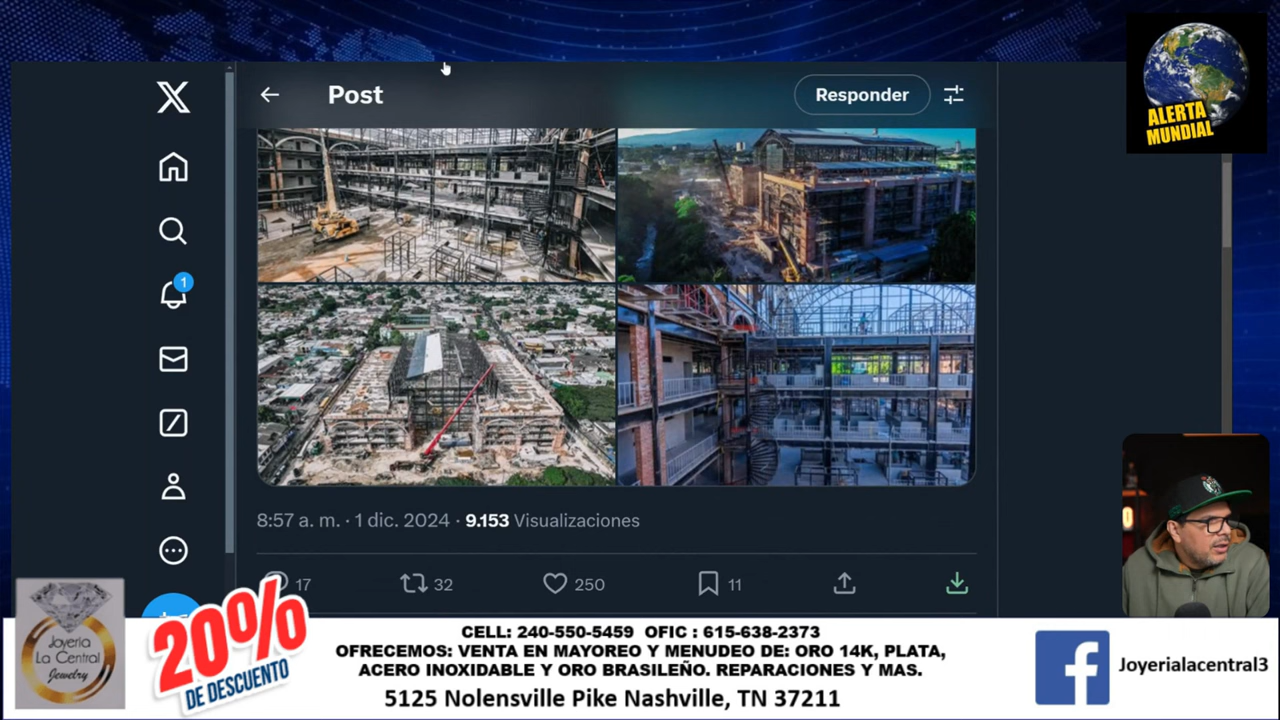 Post
Responder
ALERTA
MUNDIAL
1
8:57 a. m. · 1 dic. 2024 · 9.153 Visualizaciones
17
32
250
11
Joyeria
La Central
Jewelry
20%
DE DESCUENTO
CELL: 240-550-5459 OFIC : 615-638-2373
OFRECEMOS: VENTA EN MAYOREO Y MENUDEO DE: ORO 14K, PLATA,
ACERO INOXIDABLE Y ORO BRASILEÑO. REPARACIONES Y MAS.
5125 Nolensville Pike Nashville, TN 37211
Joyerialacentral3